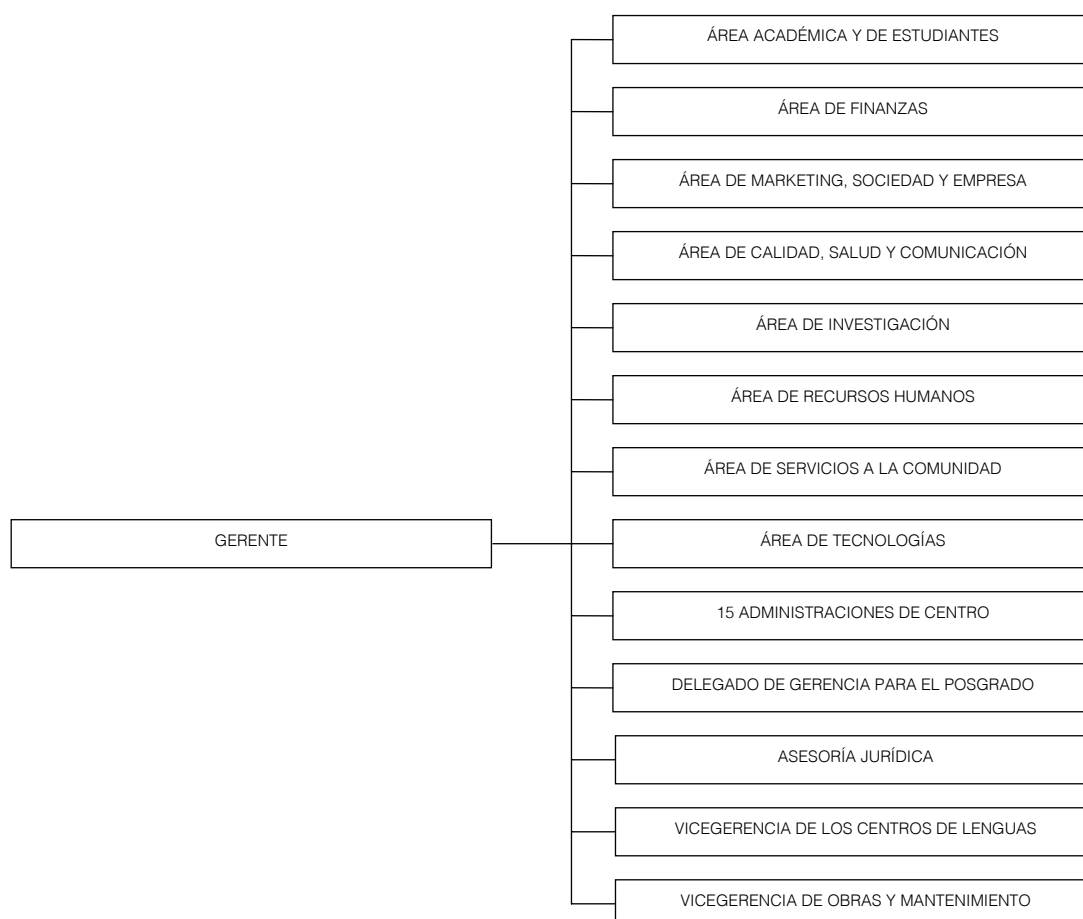 ÁREA ACADÉMICA Y DE ESTUDIANTES
ÁREA DE FINANZAS
ÁREA DE MARKETING, SOCIEDAD Y EMPRESA
ÁREA DE CALIDAD, SALUD Y COMUNICACIÓN
ÁREA DE INVESTIGACIÓN
ÁREA DE RECURSOS HUMANOS
ÁREA DE SERVICIOS A LA COMUNIDAD
GERENTE
ÁREA DE TECNOLOGÍAS
15 ADMINISTRACIONES DE CENTRO
DELEGADO DE GERENCIA PARA EL POSGRADO
ASESORÍA JURÍDICA
VICEGERENCIA DE LOS CENTROS DE LENGUAS
VICEGERENCIA DE OBRAS Y MANTENIMIENTO